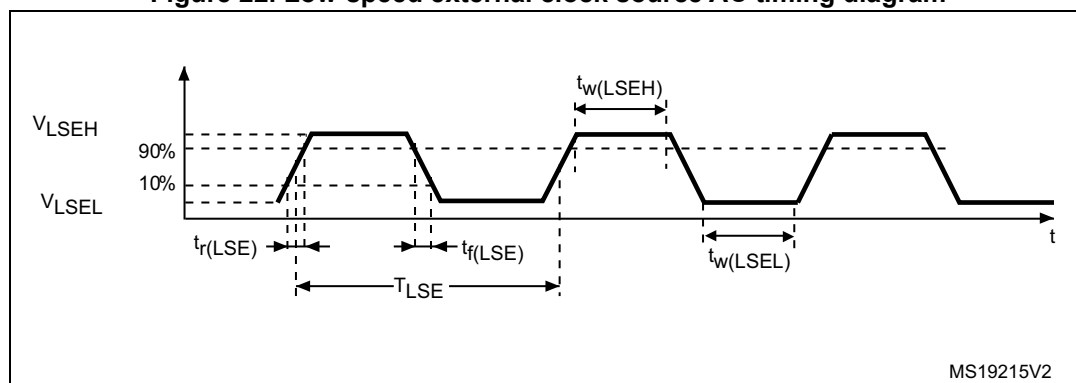 Figure 22. Low-speed external clock source AC timing diagram
tw(LSEH)
VLSEH
90%
10%
VLSEL
tr(LSE)
tf(LSE)
tw(LSEL)
t
TLSE
MS19215V2